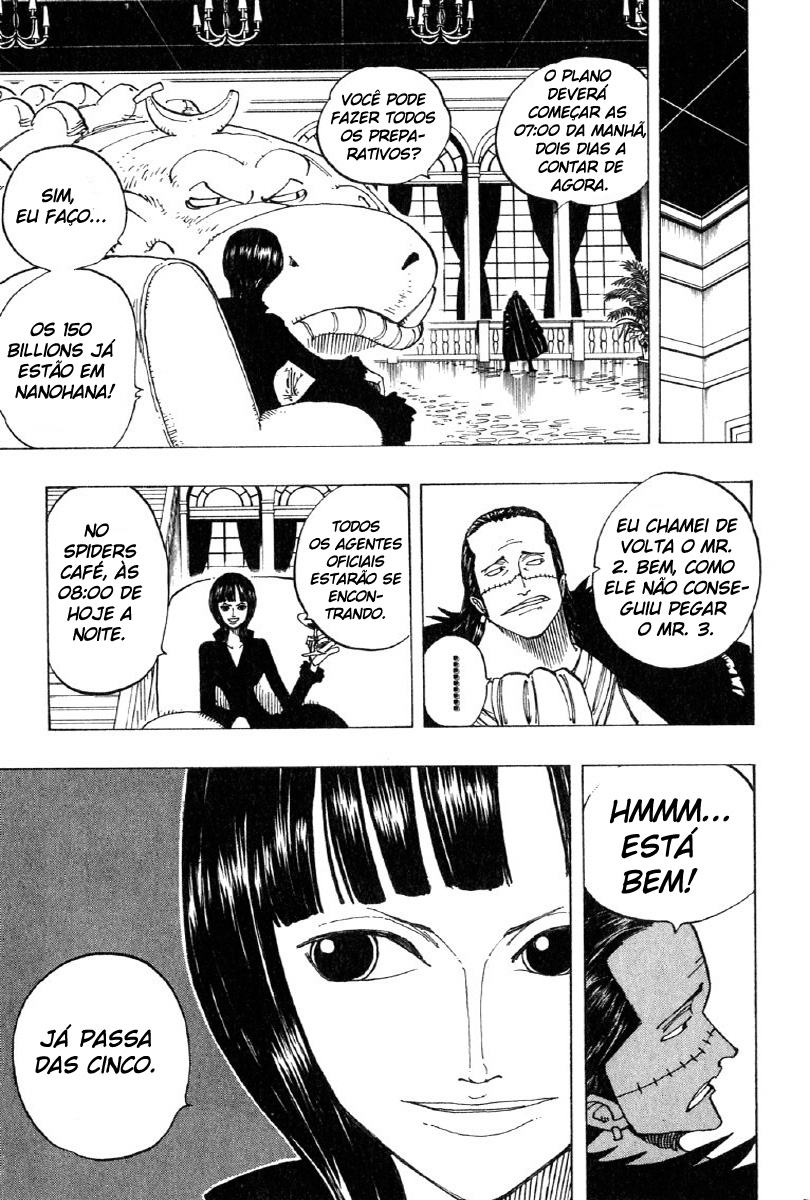 O PLANO
DEVERÁ
COMEÇAR AS
07:00 DA MANHÃ,
DOIS DIAS A
CONTAR DE
AGORA.
VOCÊ PODE
FAZER TODOS
OS PREPA-
RATIVOS?
SIM,
EU FAÇO...
OS 150
BILLIONS JÁ
ESTÃO EM
NANOHANA!
EU CHAMEI DE
VOLTA O MR.
2. BEM, COMO
ELE NÃO CONSE-
GUIU PEGAR
O MR. 3.
TODOS
OS AGENTES
OFICIAIS
ESTARÃO SE
ENCON-
TRANDO.
NO
SPIDERS
CAFÉ, ÀS
08:00 DE
HOJE A
NOITE.
HMMM...
ESTÁ
BEM!
JÁ PASSA
DAS CINCO.